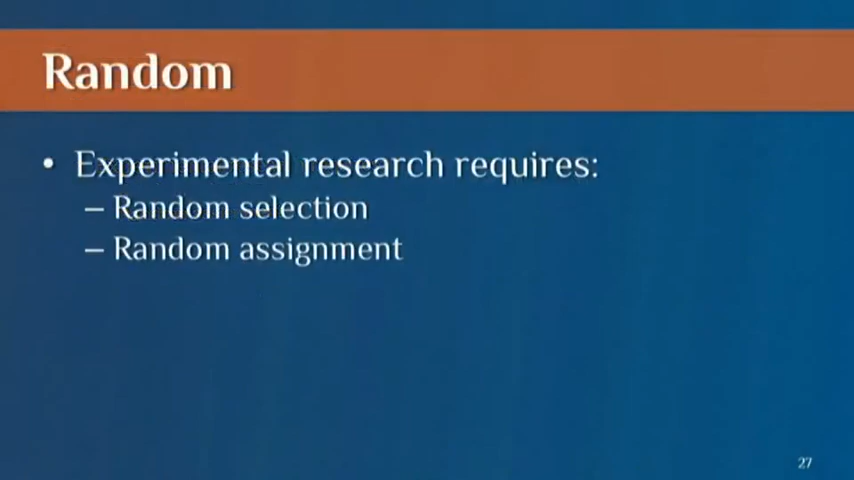 Random
• Experimental research requires:
– Random selection
– Random assignment
27